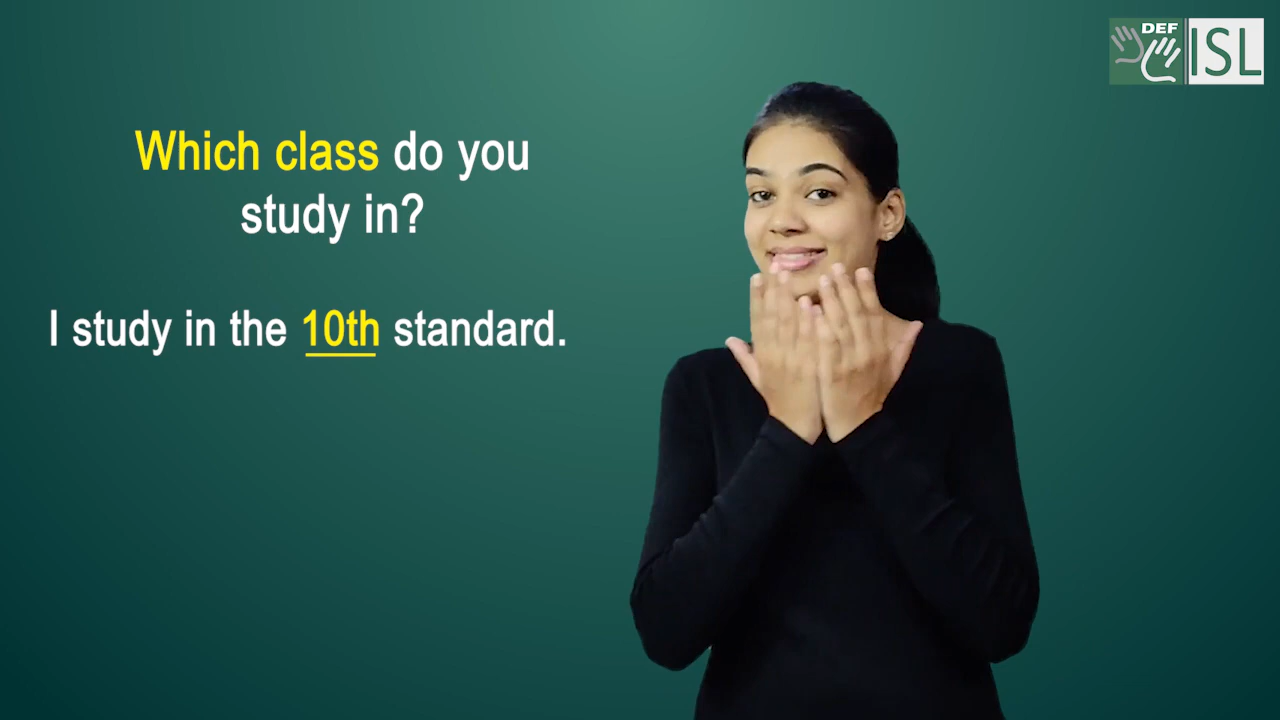 DEF
ISL
Which class do you
study in?
I study in the 10th standard.